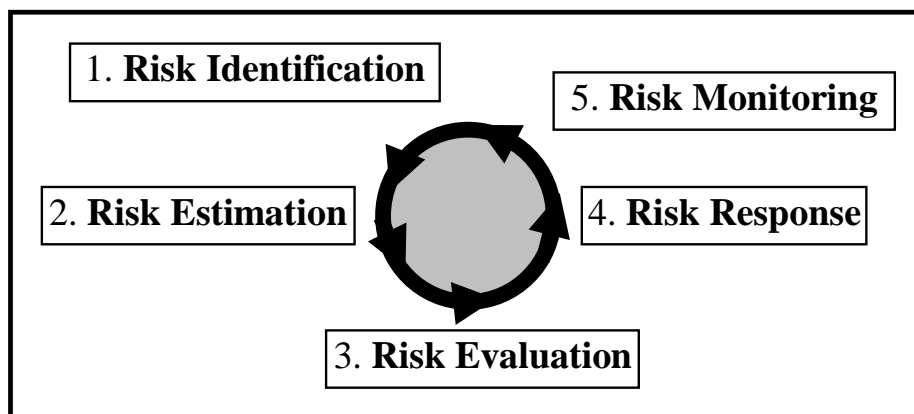 1. Risk Identification
5. Risk Monitoring
2. Risk Estimation
4. Risk Response
3. Risk Evaluation